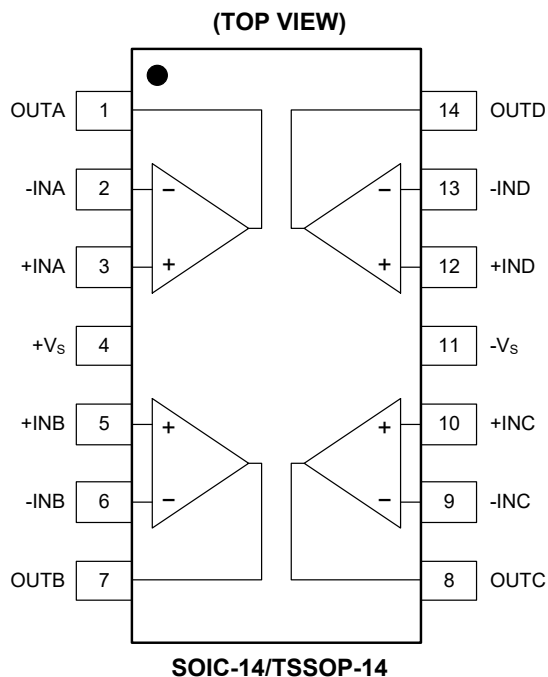 (TOP VIEW)
OUTA 1 14 OUTD
-INA 2 − − 13 -IND
+INA 3 + + 12 +IND
+VS 4 11 -VS
+INB 5 + + 10 +INC
-INB 6 − − 9 -INC
OUTB 7 8 OUTC
SOIC-14/TSSOP-14